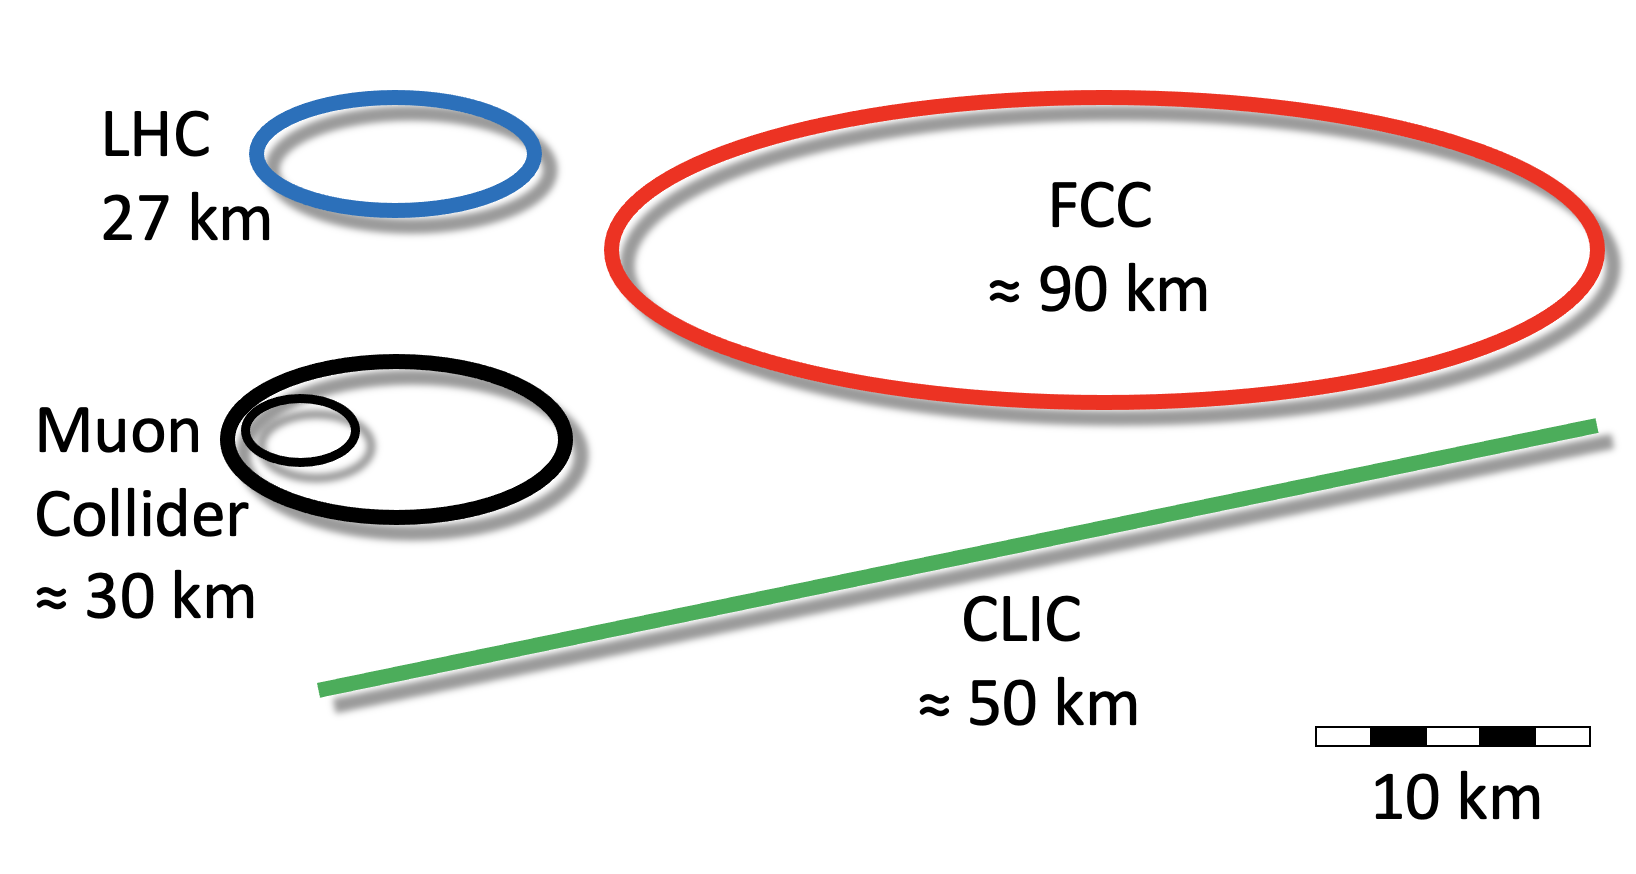 LHC
27 km
FCC
≈ 90 km
Muon
Collider
≈ 30 km
CLIC
≈ 50 km
10 km